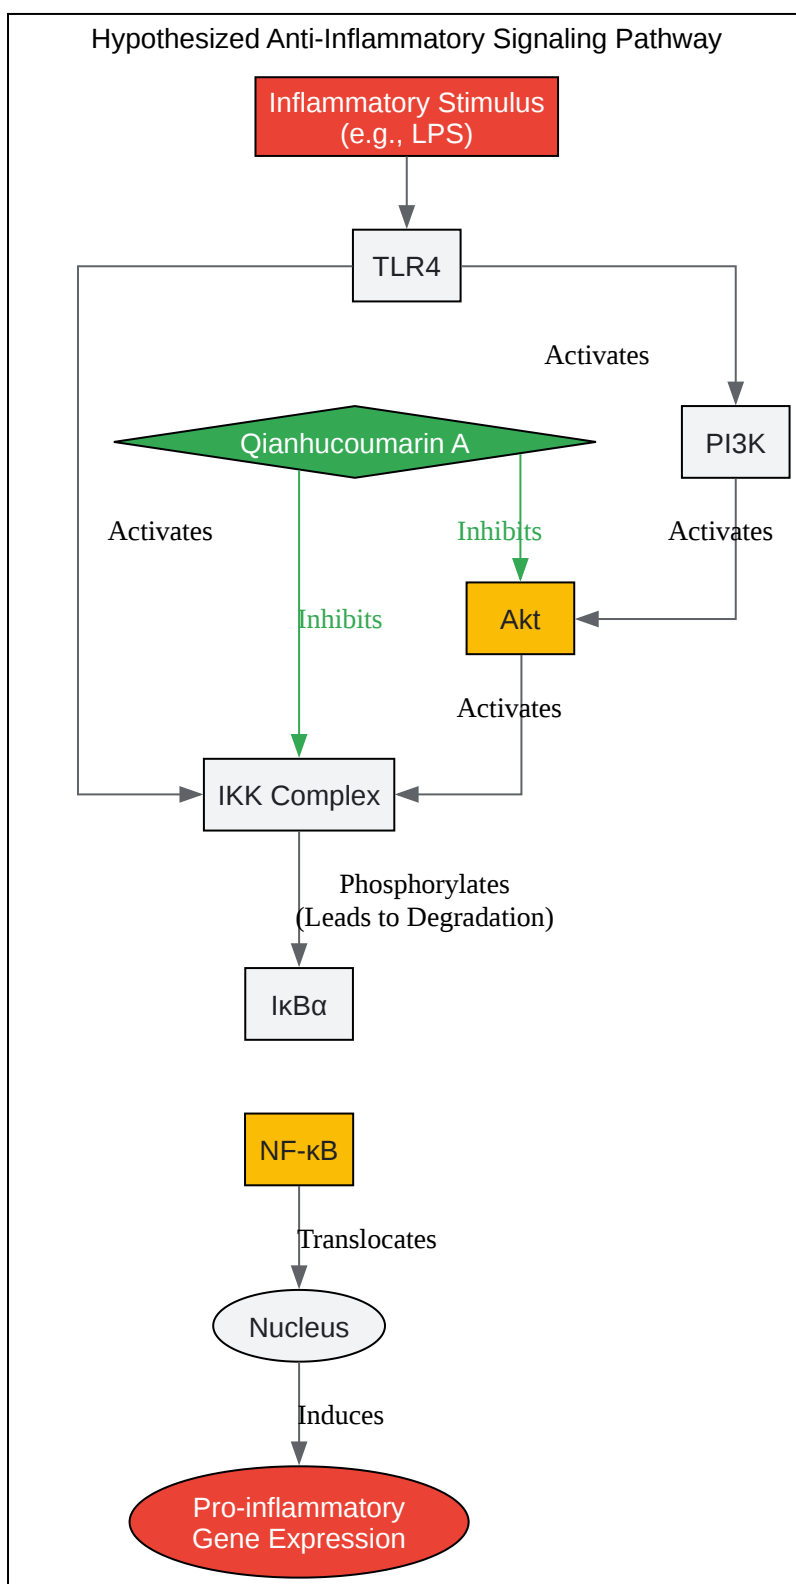 Hypothesized Anti-Inflammatory Signaling Pathway
Inflammatory Stimulus
(e.g., LPS)
TLR4
Activates
Qianhucoumarin A
PI3K
Activates
Inhibits
Activates
Inhibits
Akt
Activates
IKK Complex
Phosphorylates
(Leads to Degradation)
IκBα
NF-κB
Translocates
Nucleus
Induces
Pro-inflammatory
Gene Expression